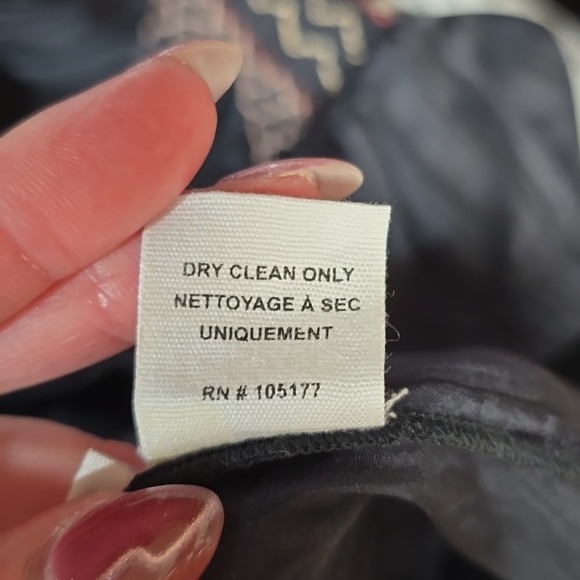 DRY CLEAN ONLY
NETTOYAGE À SEC
UNIQUEMENT
RN # 105177